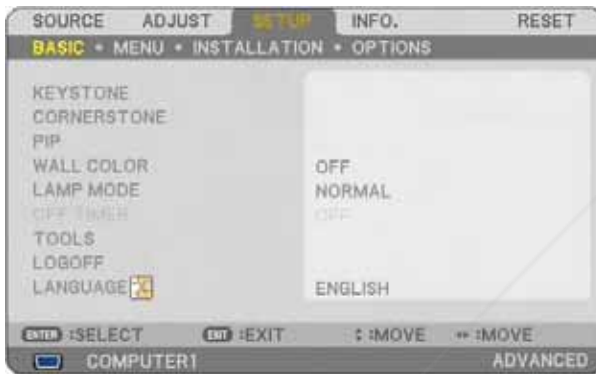 SOURCE ADJUST SETUP INFO. RESET
BASIC • MENU • INSTALLATION • OPTIONS
KEYSTONE
CORNERSTONE
PIP
WALL COLOR OFF
LAMP MODE NORMAL
OFF TIMER OFF
TOOLS
LOGOFF
LANGUAGE ENGLISH
ENTER :SELECT EXIT :EXIT ↕ :MOVE ↔ :MOVE
COMPUTER1 ADVANCED